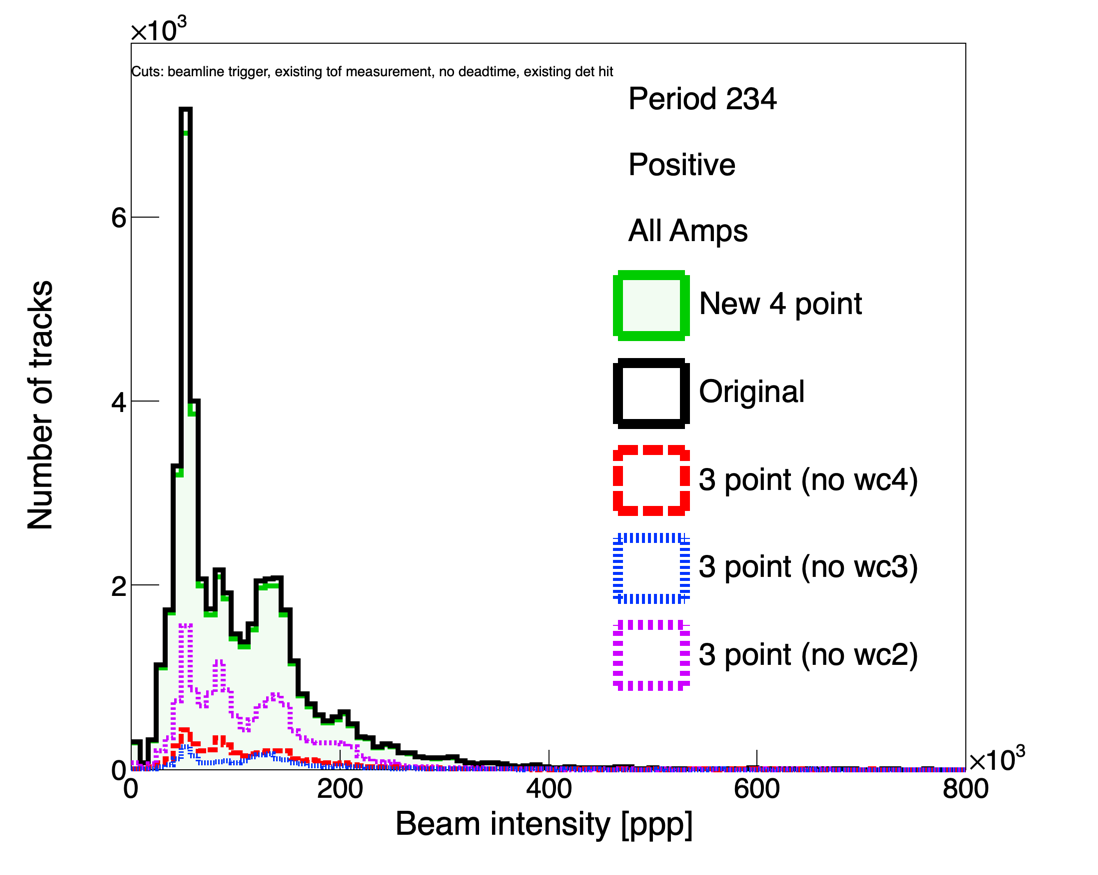 ×10³
Cuts: beamline trigger, existing tof measurement, no deadtime, existing det hit
Period 234
Positive
All Amps
New 4 point
Original
3 point (no wc4)
3 point (no wc3)
3 point (no wc2)
Number of tracks
6
4
2
0
0 200 400 600 800
×10³
Beam intensity [ppp]